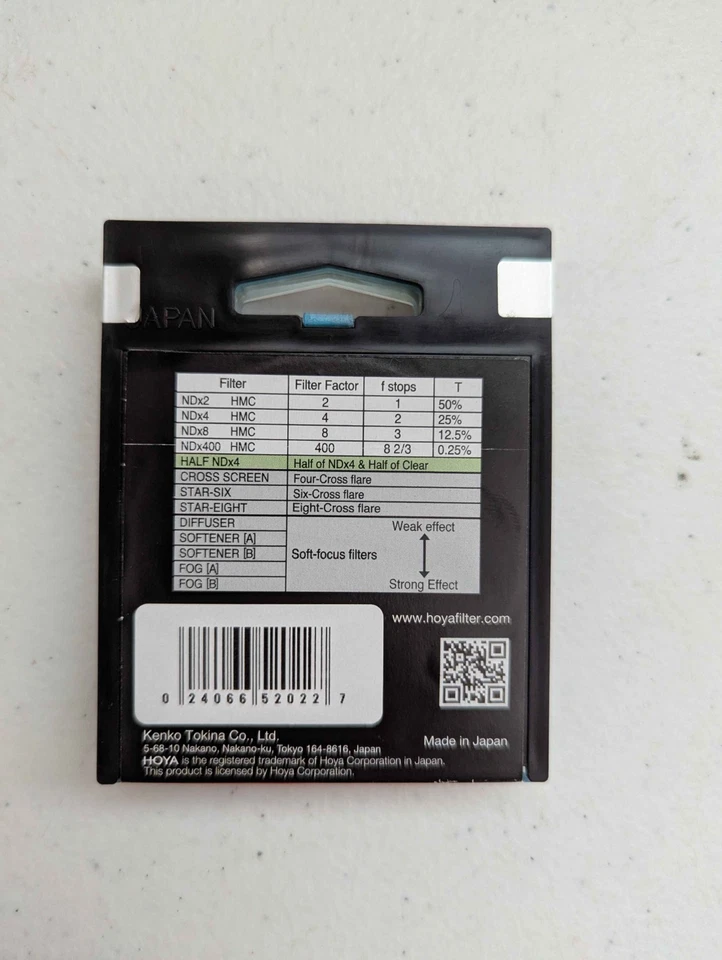 JAPAN
Filter Filter Factor f stops T
NDx2 HMC 2 1 50%
NDx4 HMC 4 2 25%
NDx8 HMC 8 3 12.5%
NDx400 HMC 400 8 2/3 0.25%
HALF NDx4 Half of NDx4 & Half of Clear
CROSS SCREEN Four-Cross flare
STAR-SIX Six-Cross flare
STAR-EIGHT Eight-Cross flare
DIFFUSER Weak effect
SOFTENER [A]
SOFTENER [B] Soft-focus filters
FOG [A]
FOG [B] Strong Effect
www.hoyafilter.com
0 24066 52022 7
Kenko Tokina Co., Ltd.
5-68-10 Nakano, Nakano-ku, Tokyo 164-8616, Japan
Made in Japan
HOYA is the registered trademark of Hoya Corporation in Japan.
This product is licensed by Hoya Corporation.